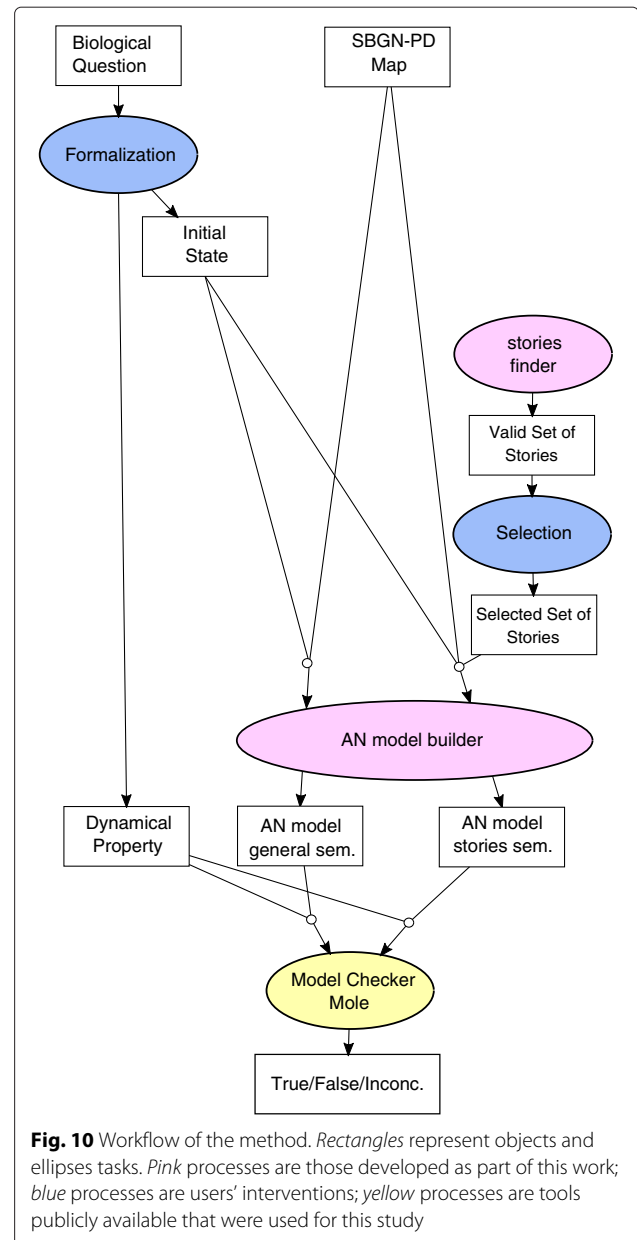 Biological
Question
SBGN-PD
Map
Formalization
Initial
State
stories
finder
Valid Set of
Stories
Selection
Selected Set of
Stories
AN model builder
Dynamical
Property
AN model
general sem.
AN model
stories sem.
Model Checker
Mole
True/False/Inconc.
Fig. 10 Workflow of the method. Rectangles represent objects and
ellipses tasks. Pink processes are those developed as part of this work;
blue processes are users' interventions; yellow processes are tools
publicly available that were used for this study